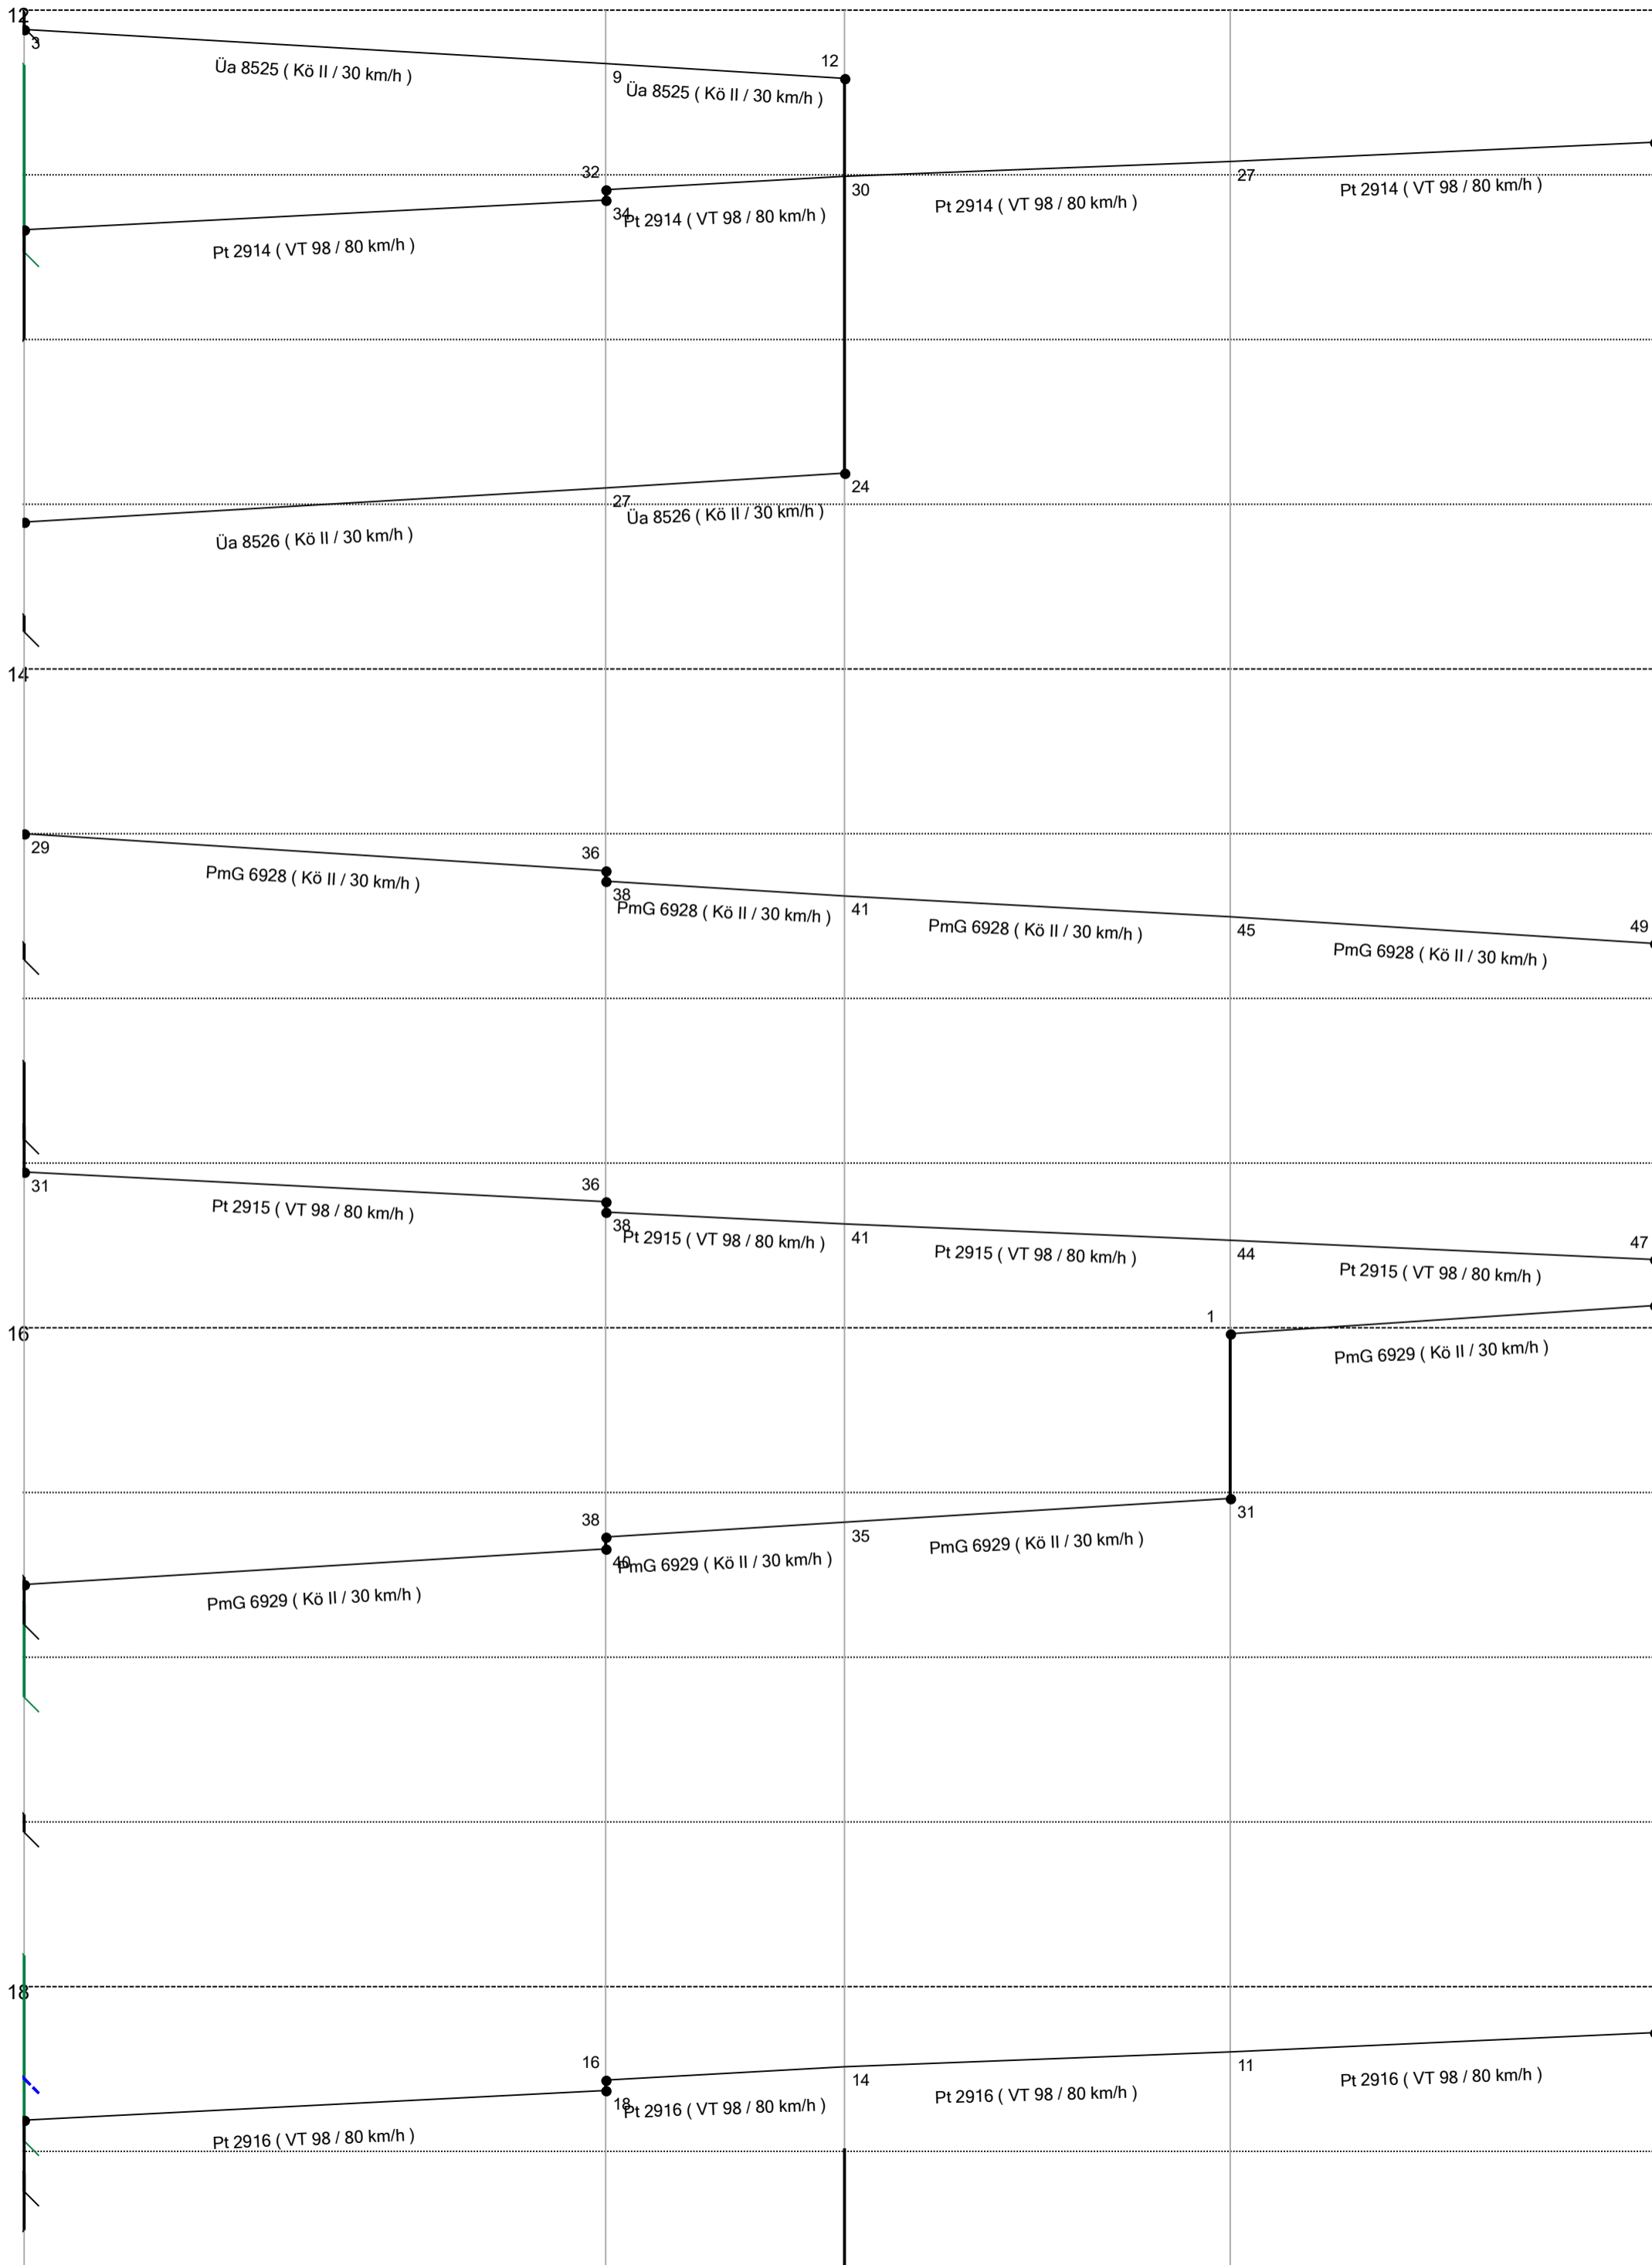 12
3
Üa 8525 ( Kö II / 30 km/h )
9
Üa 8525 ( Kö II / 30 km/h )
12
32
34
Pt 2914 ( VT 98 / 80 km/h )
Pt 2914 ( VT 98 / 80 km/h )
30
Pt 2914 ( VT 98 / 80 km/h )
27
Pt 2914 ( VT 98 / 80 km/h )
24
27
Üa 8526 ( Kö II / 30 km/h )
Üa 8526 ( Kö II / 30 km/h )
14
29
PmG 6928 ( Kö II / 30 km/h )
36
38
PmG 6928 ( Kö II / 30 km/h )
41
PmG 6928 ( Kö II / 30 km/h )
45
PmG 6928 ( Kö II / 30 km/h )
49
31
Pt 2915 ( VT 98 / 80 km/h )
36
38
Pt 2915 ( VT 98 / 80 km/h )
41
Pt 2915 ( VT 98 / 80 km/h )
44
Pt 2915 ( VT 98 / 80 km/h )
47
16
1
PmG 6929 ( Kö II / 30 km/h )
31
38
40
PmG 6929 ( Kö II / 30 km/h )
35
PmG 6929 ( Kö II / 30 km/h )
PmG 6929 ( Kö II / 30 km/h )
18
16
18
Pt 2916 ( VT 98 / 80 km/h )
14
Pt 2916 ( VT 98 / 80 km/h )
11
Pt 2916 ( VT 98 / 80 km/h )
Pt 2916 ( VT 98 / 80 km/h )